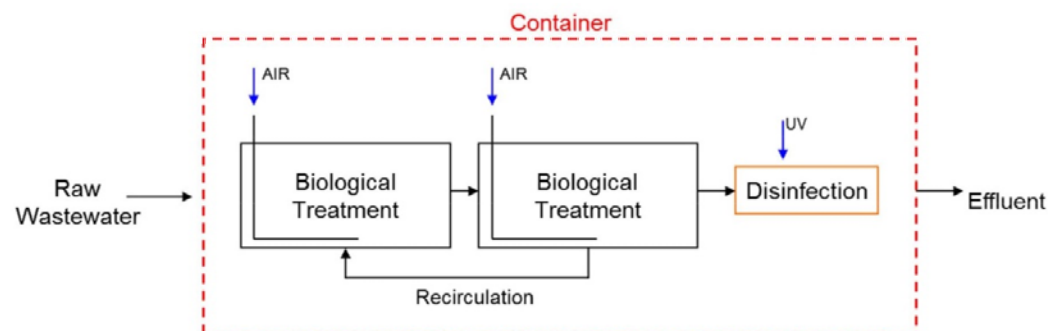 Container
AIR
AIR
UV
Raw
Wastewater
Biological
Treatment
Biological
Treatment
Disinfection
Effluent
Recirculation